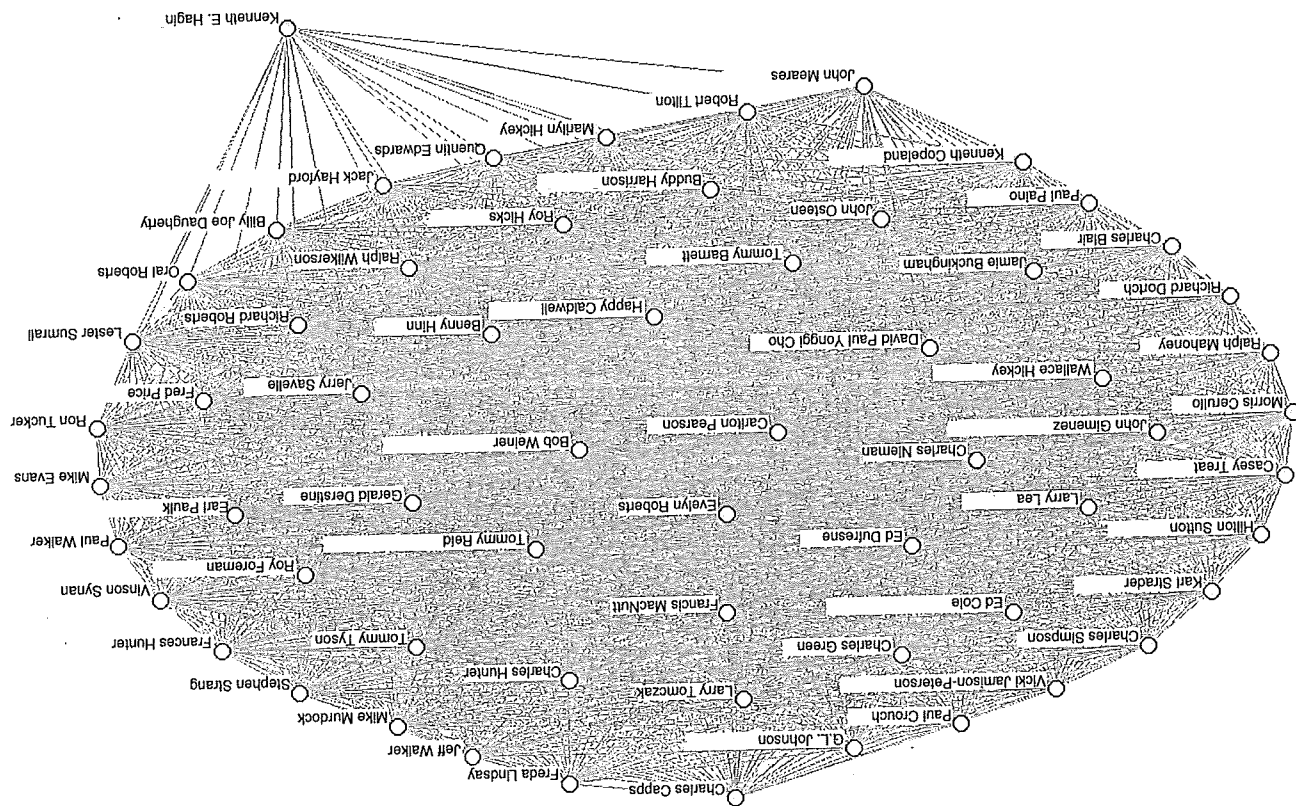 Charles Capps
Freda Lindsay
Jeff Walker
G.L. Johnson
Mike Murdock
Paul Crouch
Larry Tomczak
Stephen Strang
Vicki Jamison-Peterson
Charles Hunter
Charles Green
Frances Hunter
Charles Simpson
Tommy Tyson
Francis MacNutt
Ed Cole
Vinson Synan
Karl Strader
Roy Foreman
Tommy Reid
Paul Walker
Ed Dufresne
Hilton Sutton
Earl Paulk
Evelyn Roberts
Larry Lea
Gerald Derstine
Mike Evans
Casey Treat
Charles Nieman
Bob Weiner
John Gimenez
Carlton Pearson
Ron Tucker
Morris Cerullo
Fred Price
Jerry Savelle
Wallace Hickey
Ralph Mahoney
David Paul Yonggi Cho
Lester Sumrall
Benny Hinn
Richard Roberts
Happy Caldwell
Richard Dortch
Oral Roberts
Jamie Buckingham
Ralph Wilkerson
Tommy Barnett
Charles Blair
Billy Joe Daugherty
Roy Hicks
John Osteen
Paul Paino
Buddy Harrison
Jack Hayford
Kenneth Copeland
Quentin Edwards
Marilyn Hickey
Robert Tilton
John Meares
Kenneth E. Hagin